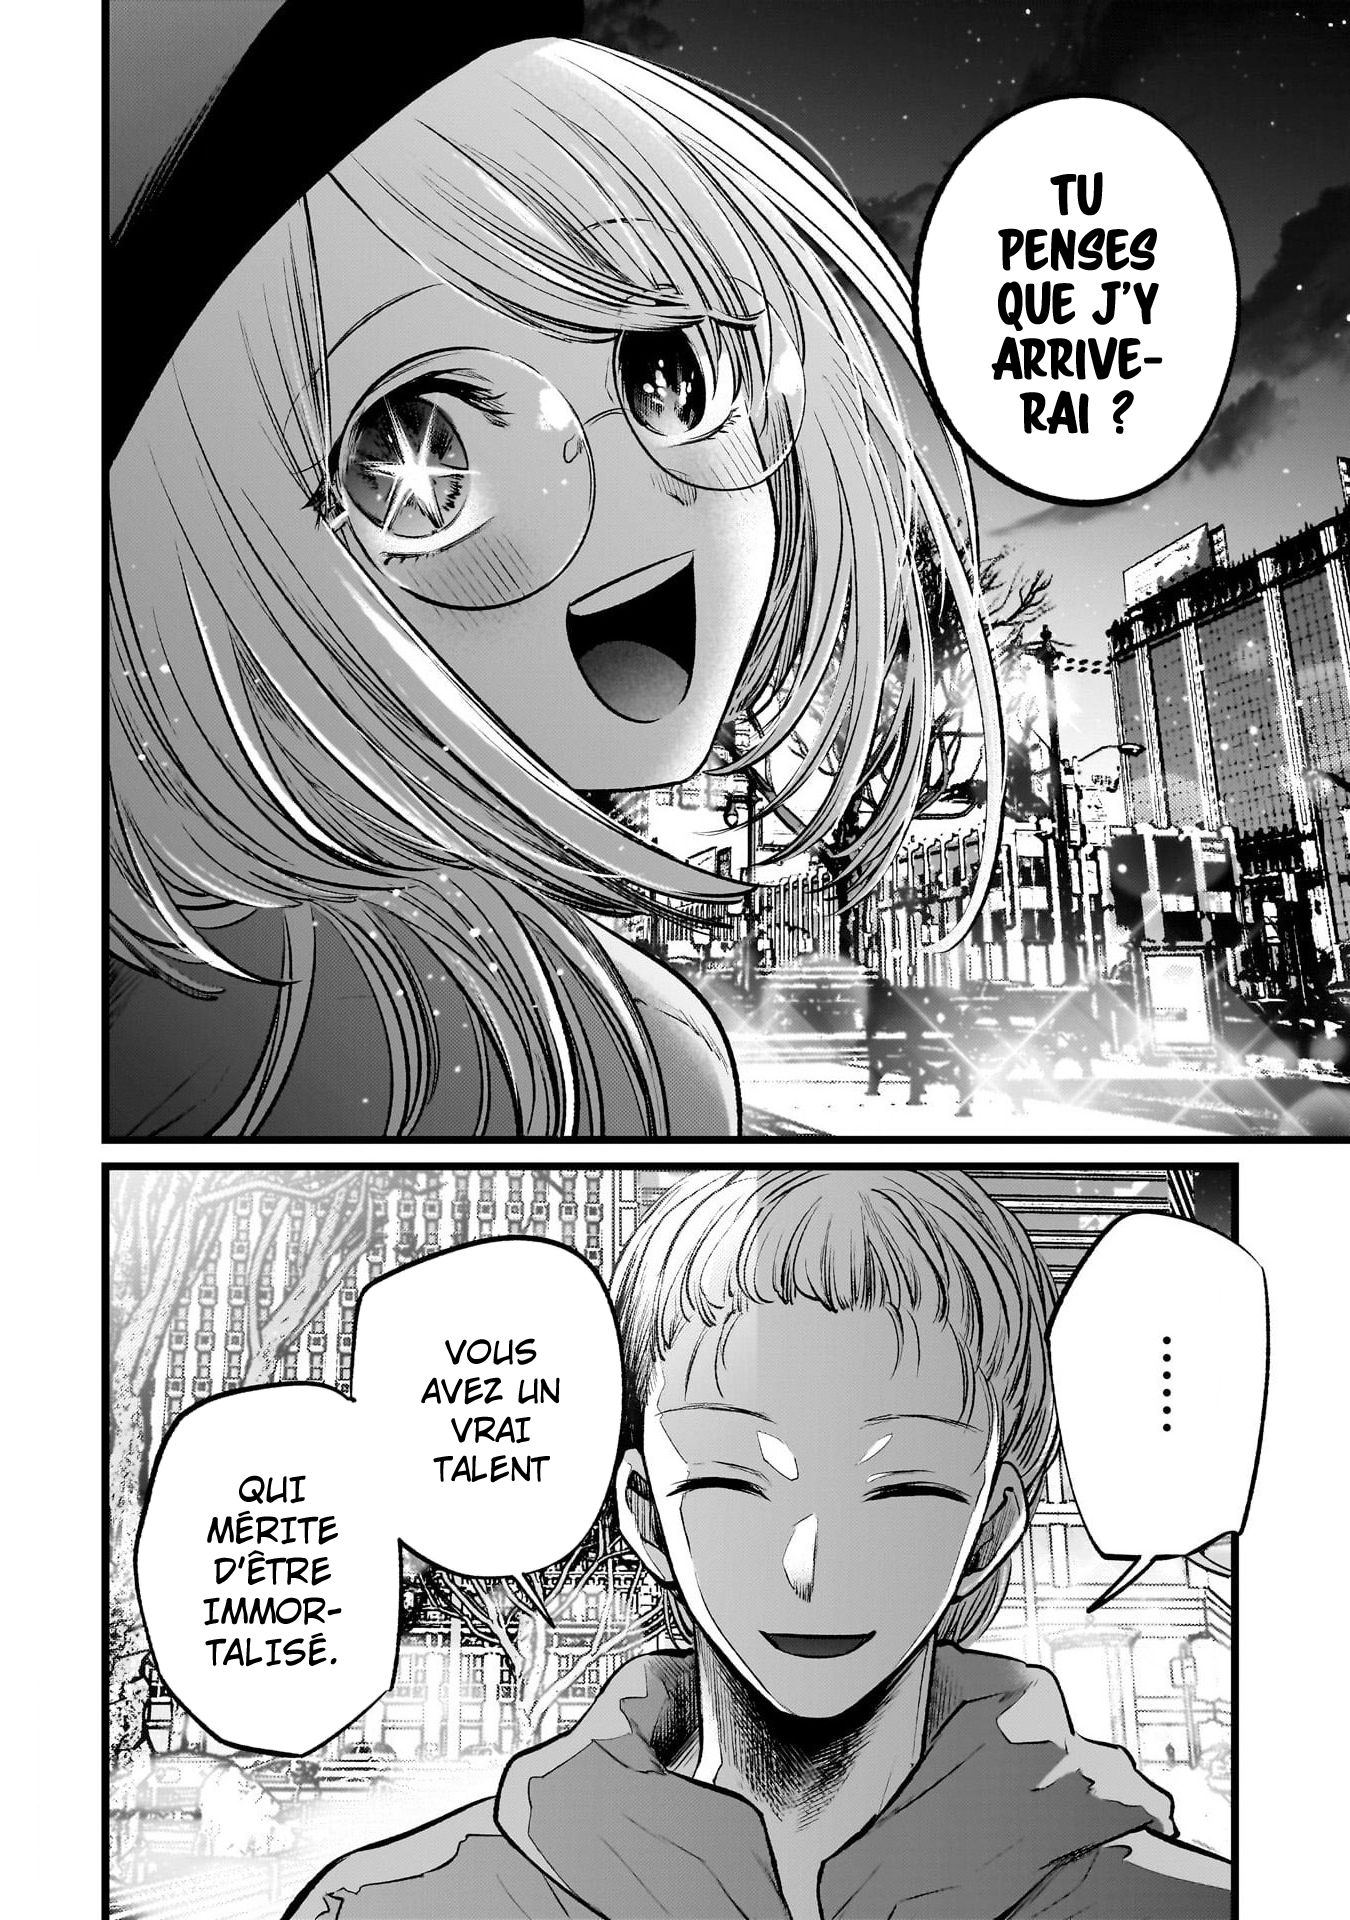 TU
PENSES
QUE J'Y
ARRIVE-
RAI ?
........
VOUS
AVEZ UN
VRAI
TALENT
QUI
MÉRITE
D'ÊTRE
IMMOR-
TALISÉ.